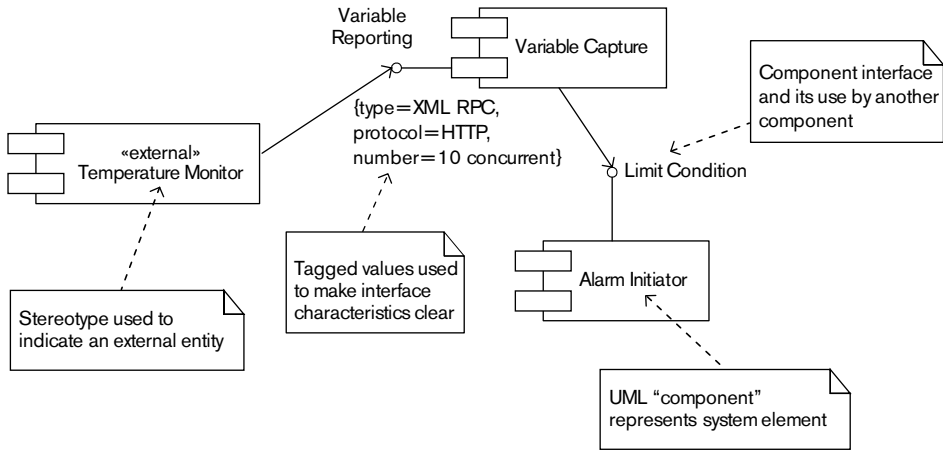 Variable
Reporting
Variable Capture
Component interface
and its use by another
component
{type=XML RPC,
protocol=HTTP,
number=10 concurrent}
«external»
Temperature Monitor
Limit Condition
Tagged values used
to make interface
characteristics clear
Alarm Initiator
Stereotype used to
indicate an external entity
UML “component”
represents system element